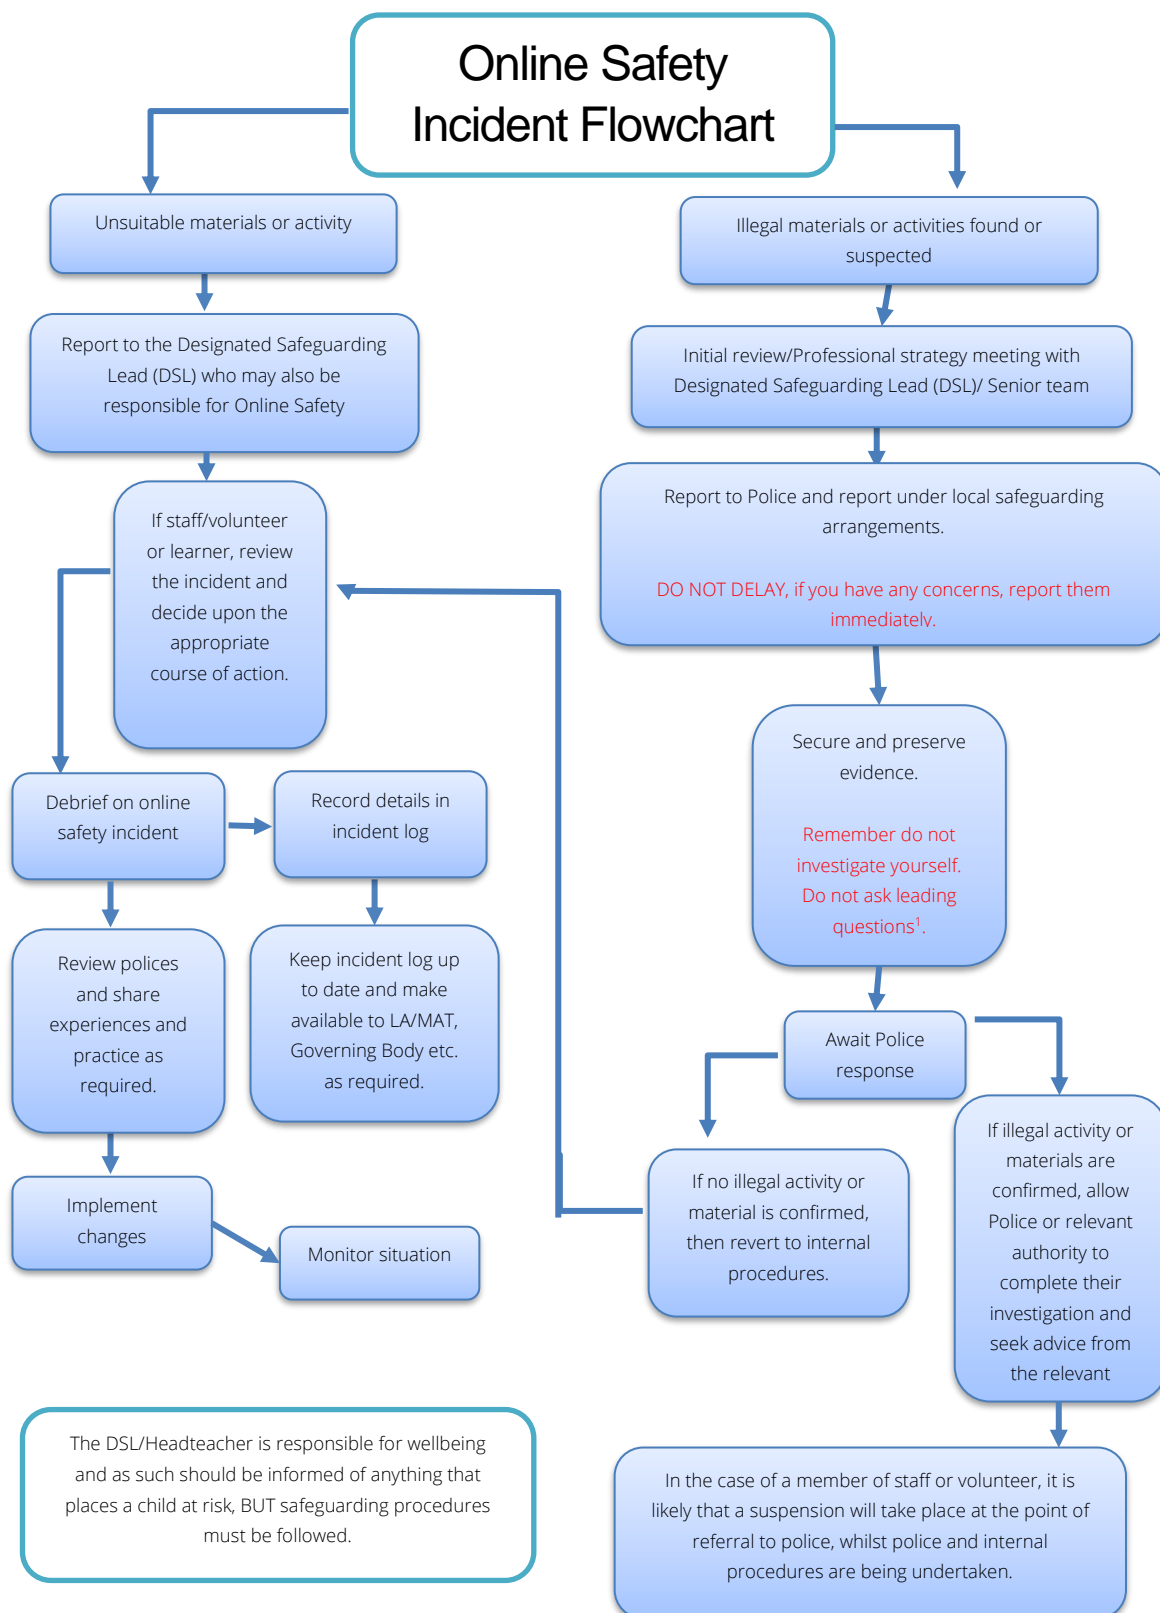 Online Safety
Incident Flowchart
Unsuitable materials or activity
Report to the Designated Safeguarding
Lead (DSL) who may also be
responsible for Online Safety
If staff/volunteer
or learner, review
the incident and
decide upon the
appropriate
course of action.
Debrief on online
safety incident
Record details in
incident log
Review polices
and share
experiences and
practice as
required.
Keep incident log up
to date and make
available to LA/MAT,
Governing Body etc.
as required.
Implement
changes
Monitor situation
Illegal materials or activities found or
suspected
Initial review/Professional strategy meeting with
Designated Safeguarding Lead (DSL)/ Senior team
Report to Police and report under local safeguarding
arrangements.
DO NOT DELAY, if you have any concerns, report them
immediately.
Secure and preserve
evidence.
Remember do not
investigate yourself.
Do not ask leading
questions¹.
Await Police
response
If no illegal activity or
material is confirmed,
then revert to internal
procedures.
If illegal activity or
materials are
confirmed, allow
Police or relevant
authority to
complete their
investigation and
seek advice from
the relevant
In the case of a member of staff or volunteer, it is
likely that a suspension will take place at the point of
referral to police, whilst police and internal
procedures are being undertaken.
The DSL/Headteacher is responsible for wellbeing
and as such should be informed of anything that
places a child at risk, BUT safeguarding procedures
must be followed.